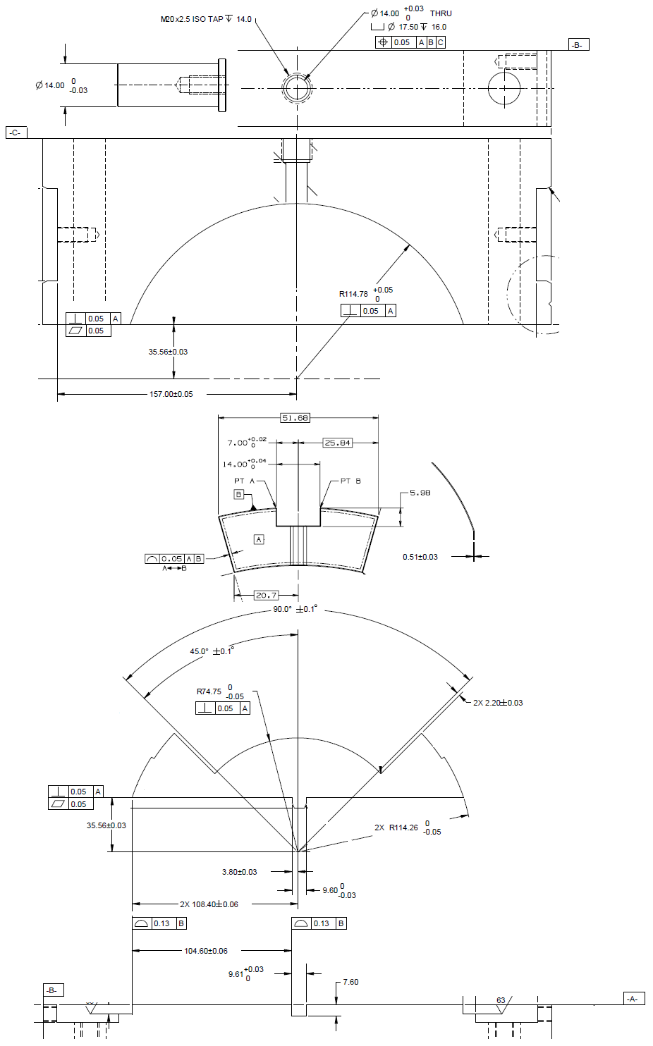 M20x2.5 ISO TAP ↧ 14.0
Ø 14.00 +0.03 0 THRU
⌴ Ø 17.50 ↧ 16.0
⌖ 0.05 A B C
-B-
Ø 14.00 0 -0.03
-C-
R114.78 +0.05 0
⊥ 0.05 A
⊥ 0.05 A
⏥ 0.05
35.56±0.03
157.00±0.05
51.68
7.00 +0.02 0
25.84
14.00 +0.04 0
PT A
PT B
B
5.98
A
⌒ 0.05 A B
A↔B
0.51±0.03
20.7
90.0° ±0.1°
45.0° ±0.1°
R74.75 0 -0.05
⊥ 0.05 A
2X 2.20±0.03
⊥ 0.05 A
⏥ 0.05
35.56±0.03
2X R114.26 0 -0.05
3.80±0.03
9.60 0 -0.03
2X 108.40±0.06
⌓ 0.13 B
⌓ 0.13 B
104.60±0.06
9.61 +0.03 0
7.60
-B-
63
-A-